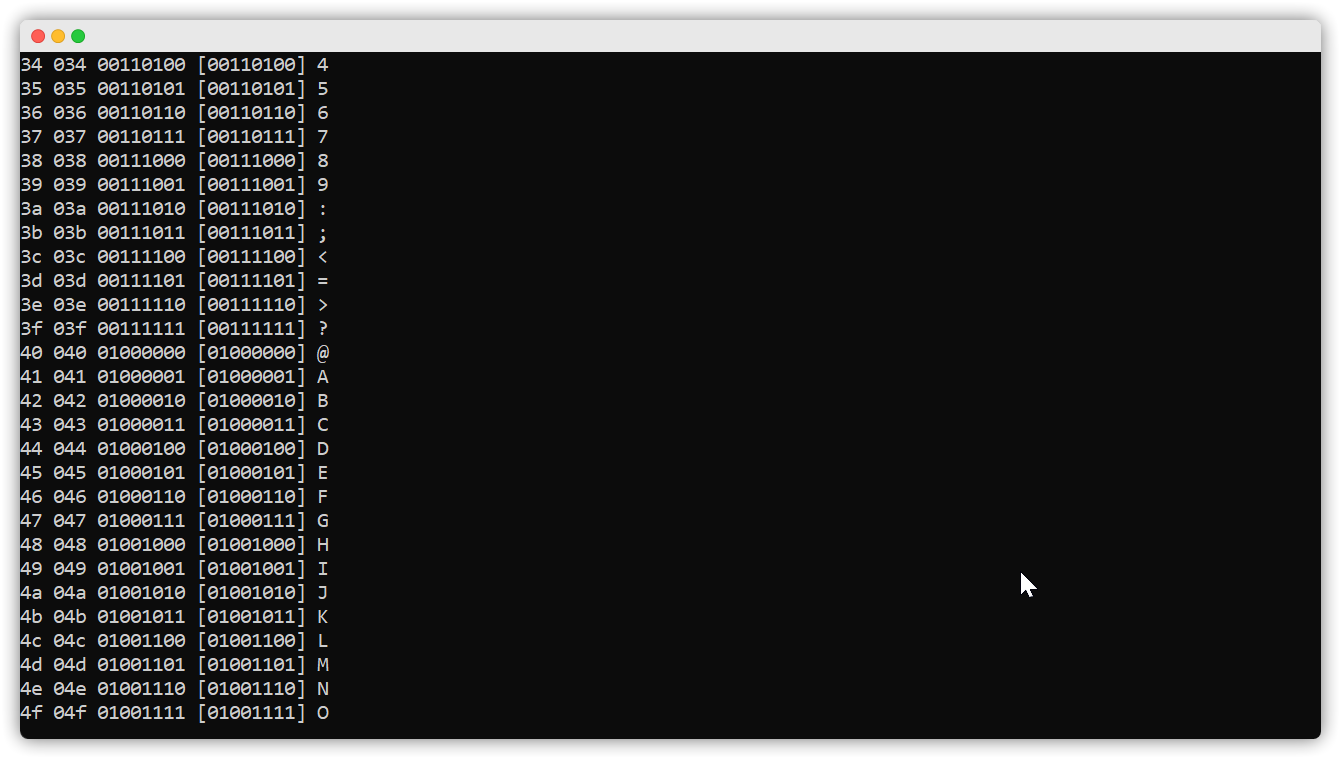 34 034 00110100 [00110100] 4
35 035 00110101 [00110101] 5
36 036 00110110 [00110110] 6
37 037 00110111 [00110111] 7
38 038 00111000 [00111000] 8
39 039 00111001 [00111001] 9
3a 03a 00111010 [00111010] :
3b 03b 00111011 [00111011] ;
3c 03c 00111100 [00111100] <
3d 03d 00111101 [00111101] =
3e 03e 00111110 [00111110] >
3f 03f 00111111 [00111111] ?
40 040 01000000 [01000000] @
41 041 01000001 [01000001] A
42 042 01000010 [01000010] B
43 043 01000011 [01000011] C
44 044 01000100 [01000100] D
45 045 01000101 [01000101] E
46 046 01000110 [01000110] F
47 047 01000111 [01000111] G
48 048 01001000 [01001000] H
49 049 01001001 [01001001] I
4a 04a 01001010 [01001010] J
4b 04b 01001011 [01001011] K
4c 04c 01001100 [01001100] L
4d 04d 01001101 [01001101] M
4e 04e 01001110 [01001110] N
4f 04f 01001111 [01001111] O